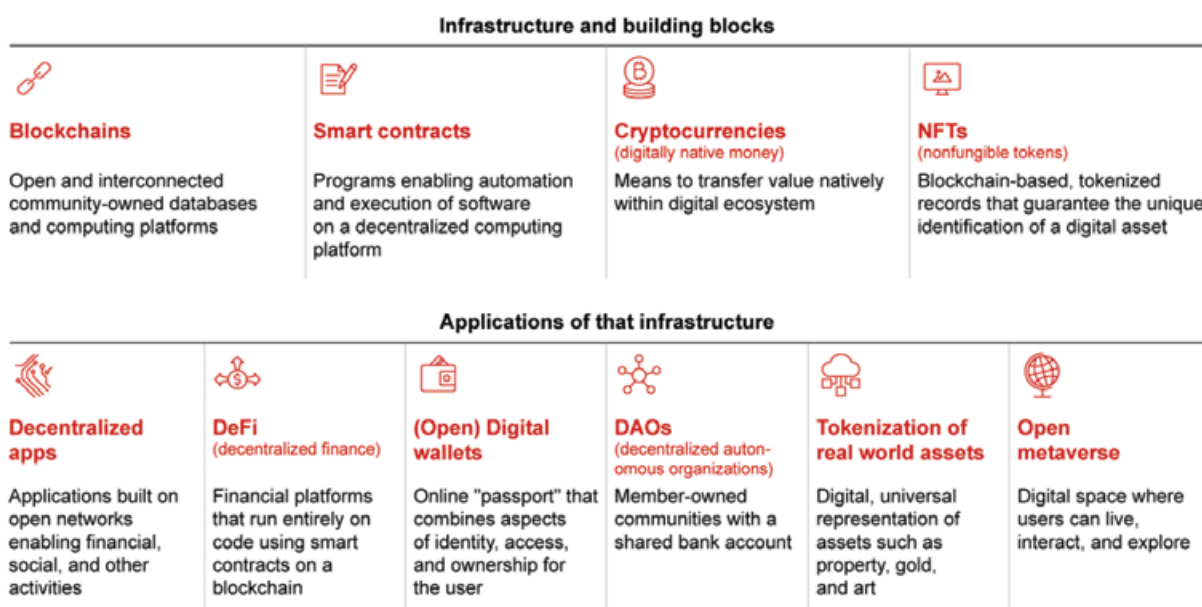 Infrastructure and building blocks
Blockchains
Open and interconnected
community-owned databases
and computing platforms
Smart contracts
Programs enabling automation
and execution of software
on a decentralized computing
platform
Cryptocurrencies
(digitally native money)
Means to transfer value natively
within digital ecosystem
NFTs
(nonfungible tokens)
Blockchain-based, tokenized
records that guarantee the unique
identification of a digital asset
Applications of that infrastructure
Decentralized
apps
Applications built on
open networks
enabling financial,
social, and other
activities
DeFi
(decentralized finance)
Financial platforms
that run entirely on
code using smart
contracts on a
blockchain
(Open) Digital
wallets
Online "passport" that
combines aspects
of identity, access,
and ownership for
the user
DAOs
(decentralized auton-
omous organizations)
Member-owned
communities with a
shared bank account
Tokenization of
real world assets
Digital, universal
representation of
assets such as
property, gold,
and art
Open
metaverse
Digital space where
users can live,
interact, and explore